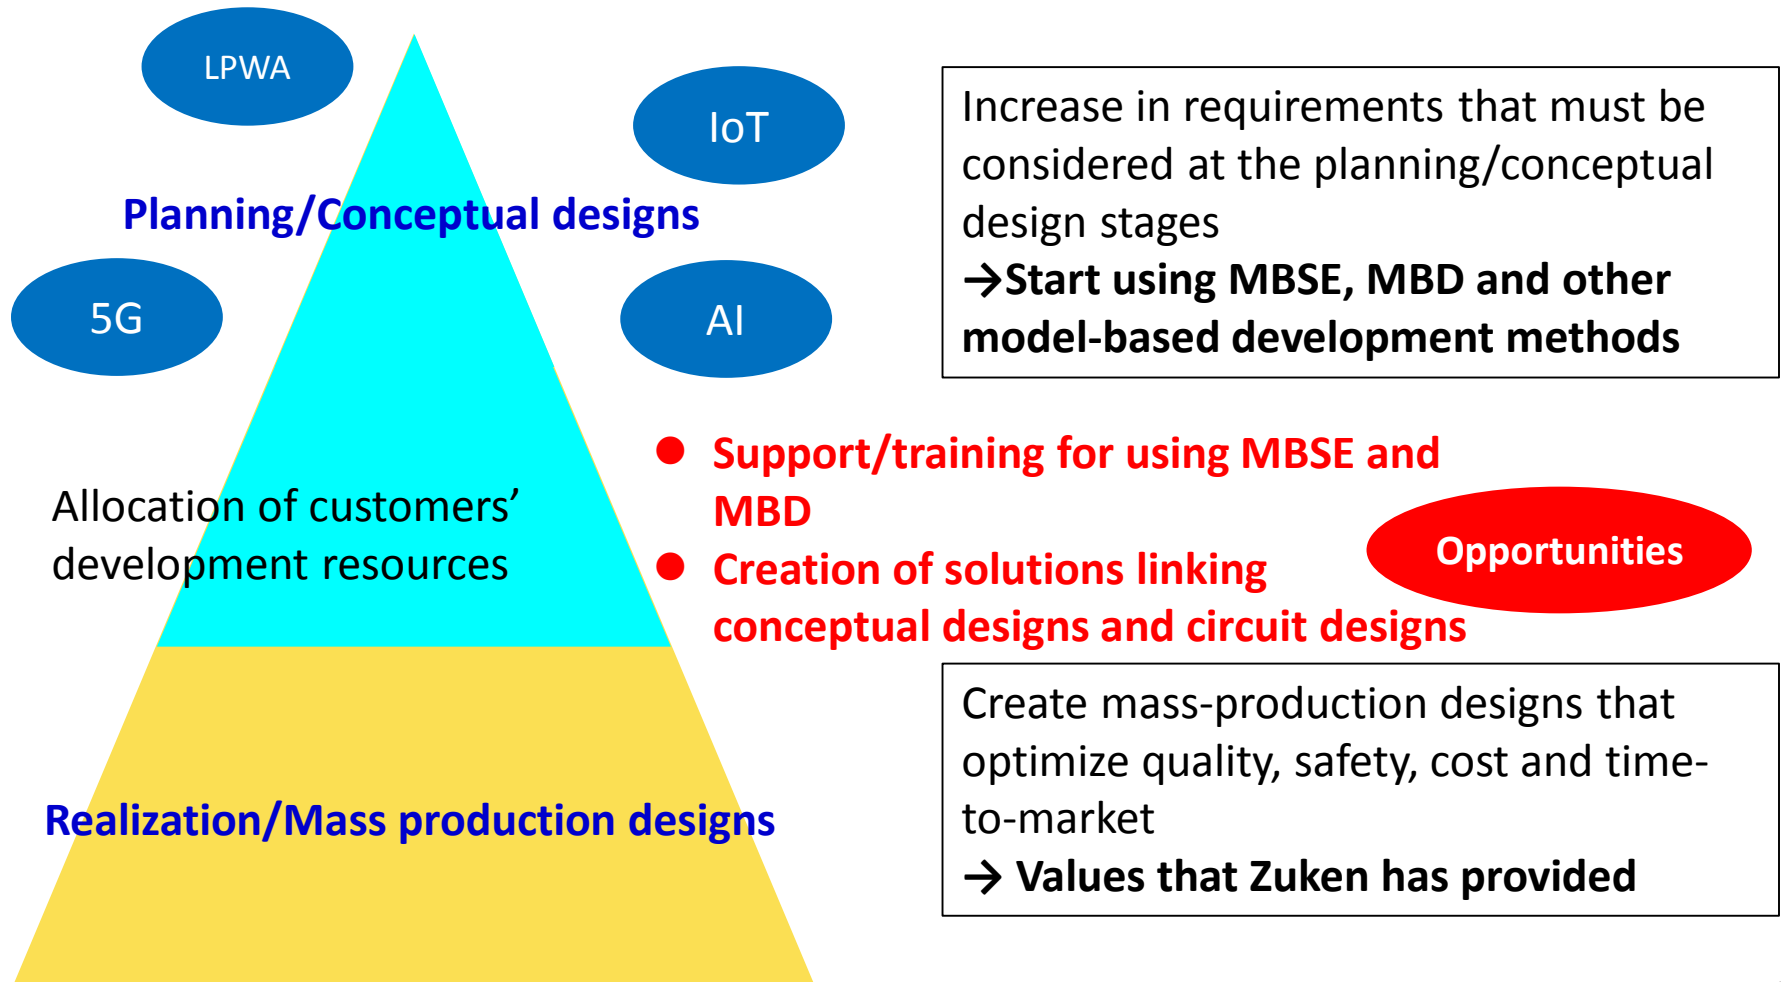 LPWA
IoT
Planning/Conceptual designs
5G
AI
Increase in requirements that must be
considered at the planning/conceptual
design stages
→Start using MBSE, MBD and other
model-based development methods
● Support/training for using MBSE and
MBD
● Creation of solutions linking
conceptual designs and circuit designs
Opportunities
Allocation of customers’
development resources
Realization/Mass production designs
Create mass-production designs that
optimize quality, safety, cost and time-
to-market
→ Values that Zuken has provided